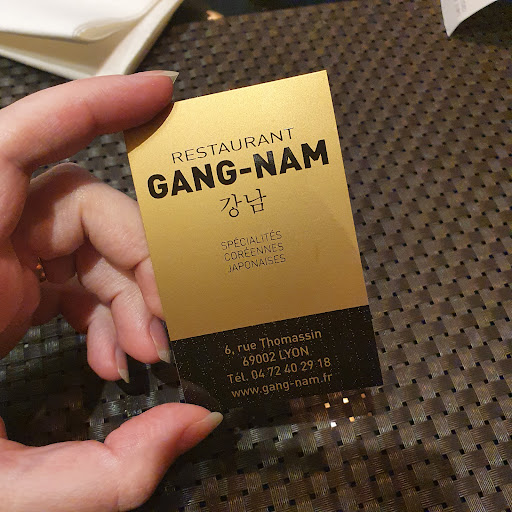 RESTAURANT
GANG-NAM
강남
SPÉCIALITÉS
CORÉENNES
JAPONAISES
6, rue Thomassin
69002 LYON
Tél. 04 72 40 29 18
www.gang-nam.fr